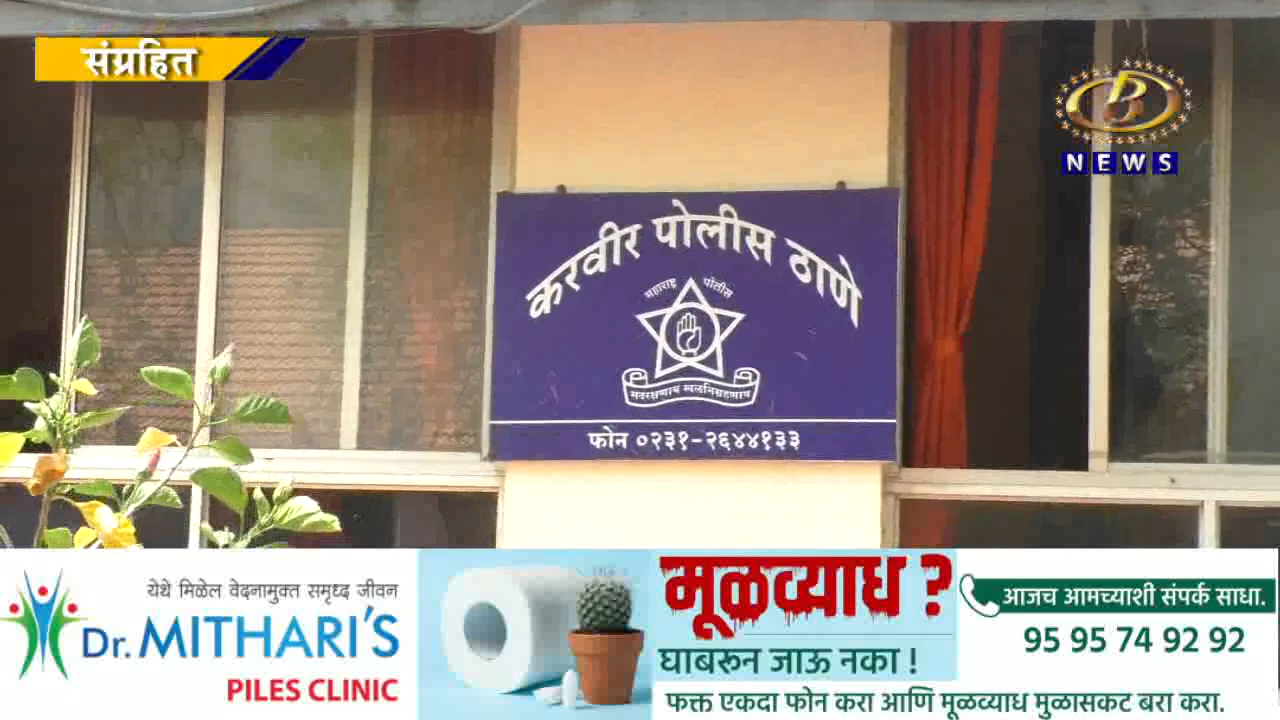 संग्रहित
B
NEWS
करवीर पोलीस ठाणे
महाराष्ट्र पोलीस
सद्रक्षणाय खलनिग्रहणाय
फोन ०२३१-२६४४१३३
येथे मिळेल वेदनामुक्त समृध्द जीवन
Dr. MITHARI'S
PILES CLINIC
मूळव्याध ?
घाबरून जाऊ नका !
फक्त एकदा फोन करा आणि मूळव्याध मुळासकट बरा करा.
आजच आमच्याशी संपर्क साधा.
95 95 74 92 92